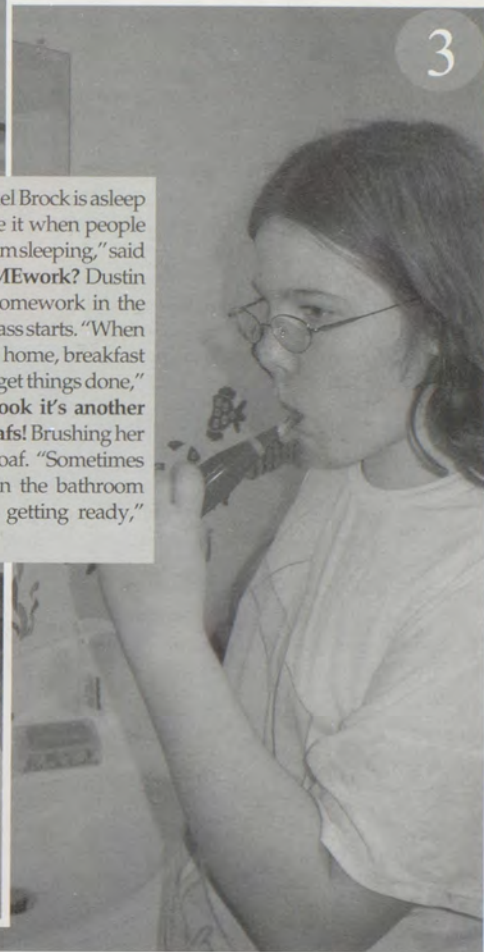 3
el Brock is asleep
e it when people
m sleeping," said
MEwork? Dustin
omework in the
ass starts. "When
home, breakfast
get things done,"
ook it's another
afs! Brushing her
oaf. "Sometimes
n the bathroom
getting ready,"